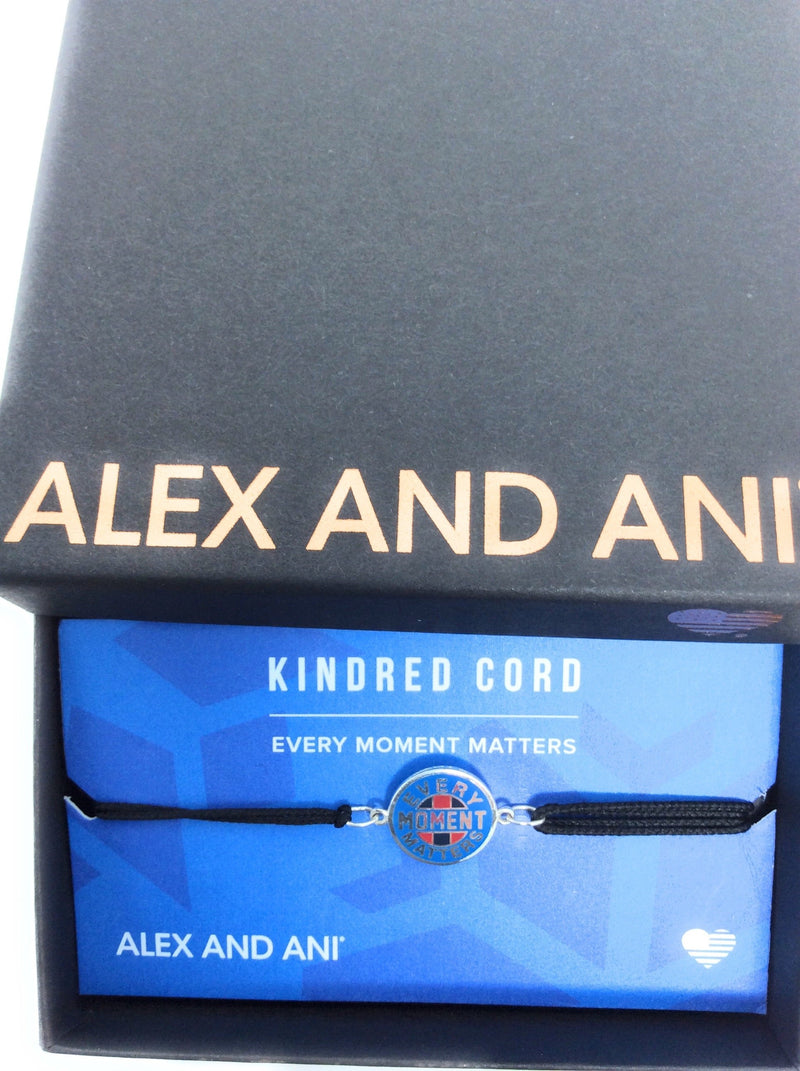 ALEX AND ANI
KINDRED CORD
EVERY MOMENT MATTERS
EVERY
MOMENT
MATTERS
ALEX AND ANI®